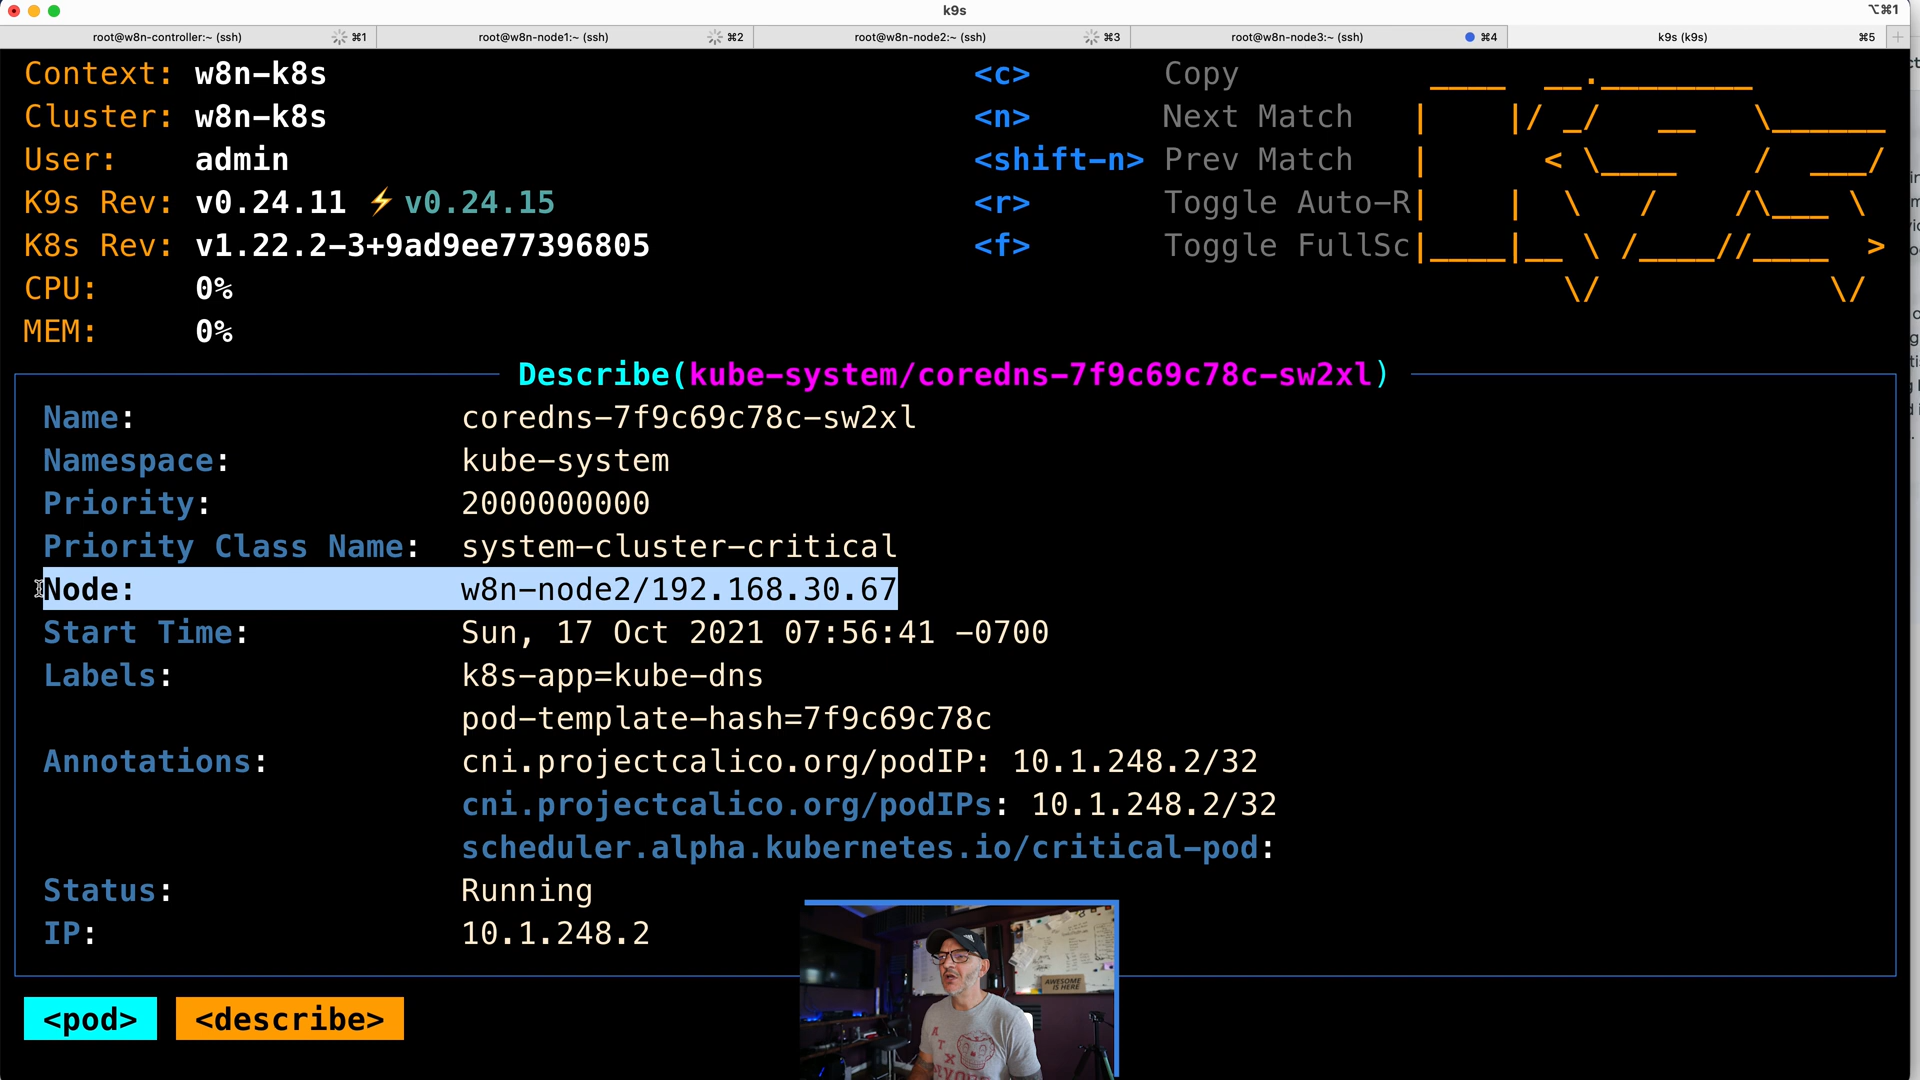 k9s
⌥⌘1
root@w8n-controller:~ (ssh) ⌘1
root@w8n-node1:~ (ssh) ⌘2
root@w8n-node2:~ (ssh) ⌘3
root@w8n-node3:~ (ssh) ⌘4
k9s (k9s) ⌘5
Context: w8n-k8s
Cluster: w8n-k8s
User: admin
K9s Rev: v0.24.11 ⚡ v0.24.15
K8s Rev: v1.22.2-3+9ad9ee77396805
CPU: 0%
MEM: 0%
<c> Copy
<n> Next Match
<shift-n> Prev Match
<r> Toggle Auto-R
<f> Toggle FullSc
Describe(kube-system/coredns-7f9c69c78c-sw2xl)
Name: coredns-7f9c69c78c-sw2xl
Namespace: kube-system
Priority: 2000000000
Priority Class Name: system-cluster-critical
Node: w8n-node2/192.168.30.67
Start Time: Sun, 17 Oct 2021 07:56:41 -0700
Labels: k8s-app=kube-dns
pod-template-hash=7f9c69c78c
Annotations: cni.projectcalico.org/podIP: 10.1.248.2/32
cni.projectcalico.org/podIPs: 10.1.248.2/32
scheduler.alpha.kubernetes.io/critical-pod:
Status: Running
IP: 10.1.248.2
<pod> <describe>
AWESOME
IS HERE